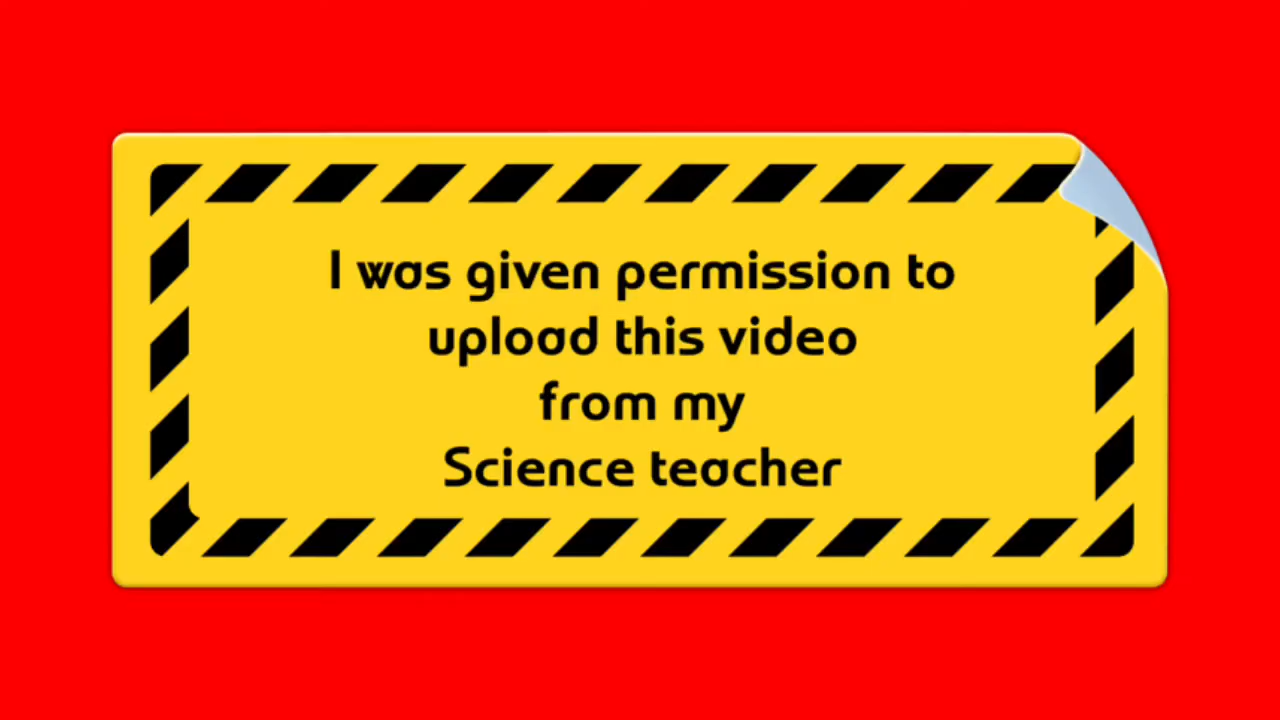 I was given permission to
upload this video
from my
Science teacher